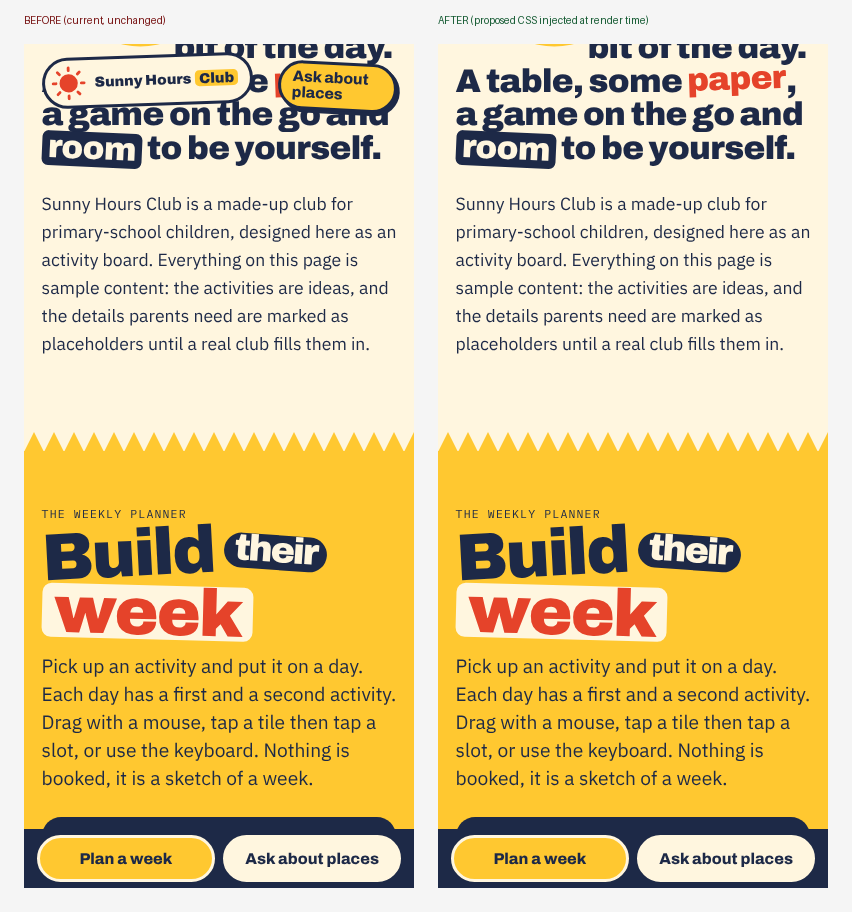 BEFORE (current, unchanged)
bit of the day.
Sunny Hours Club
Ask about
places
e
a game on the go and
room to be yourself.
Sunny Hours Club is a made-up club for
primary-school children, designed here as an
activity board. Everything on this page is
sample content: the activities are ideas, and
the details parents need are marked as
placeholders until a real club fills them in.
THE WEEKLY PLANNER
Build their
week
Pick up an activity and put it on a day.
Each day has a first and a second activity.
Drag with a mouse, tap a tile then tap a
slot, or use the keyboard. Nothing is
booked, it is a sketch of a week.
Plan a week
Ask about places
AFTER (proposed CSS injected at render time)
bit of the day.
A table, some paper,
a game on the go and
room to be yourself.
Sunny Hours Club is a made-up club for
primary-school children, designed here as an
activity board. Everything on this page is
sample content: the activities are ideas, and
the details parents need are marked as
placeholders until a real club fills them in.
THE WEEKLY PLANNER
Build their
week
Pick up an activity and put it on a day.
Each day has a first and a second activity.
Drag with a mouse, tap a tile then tap a
slot, or use the keyboard. Nothing is
booked, it is a sketch of a week.
Plan a week
Ask about places